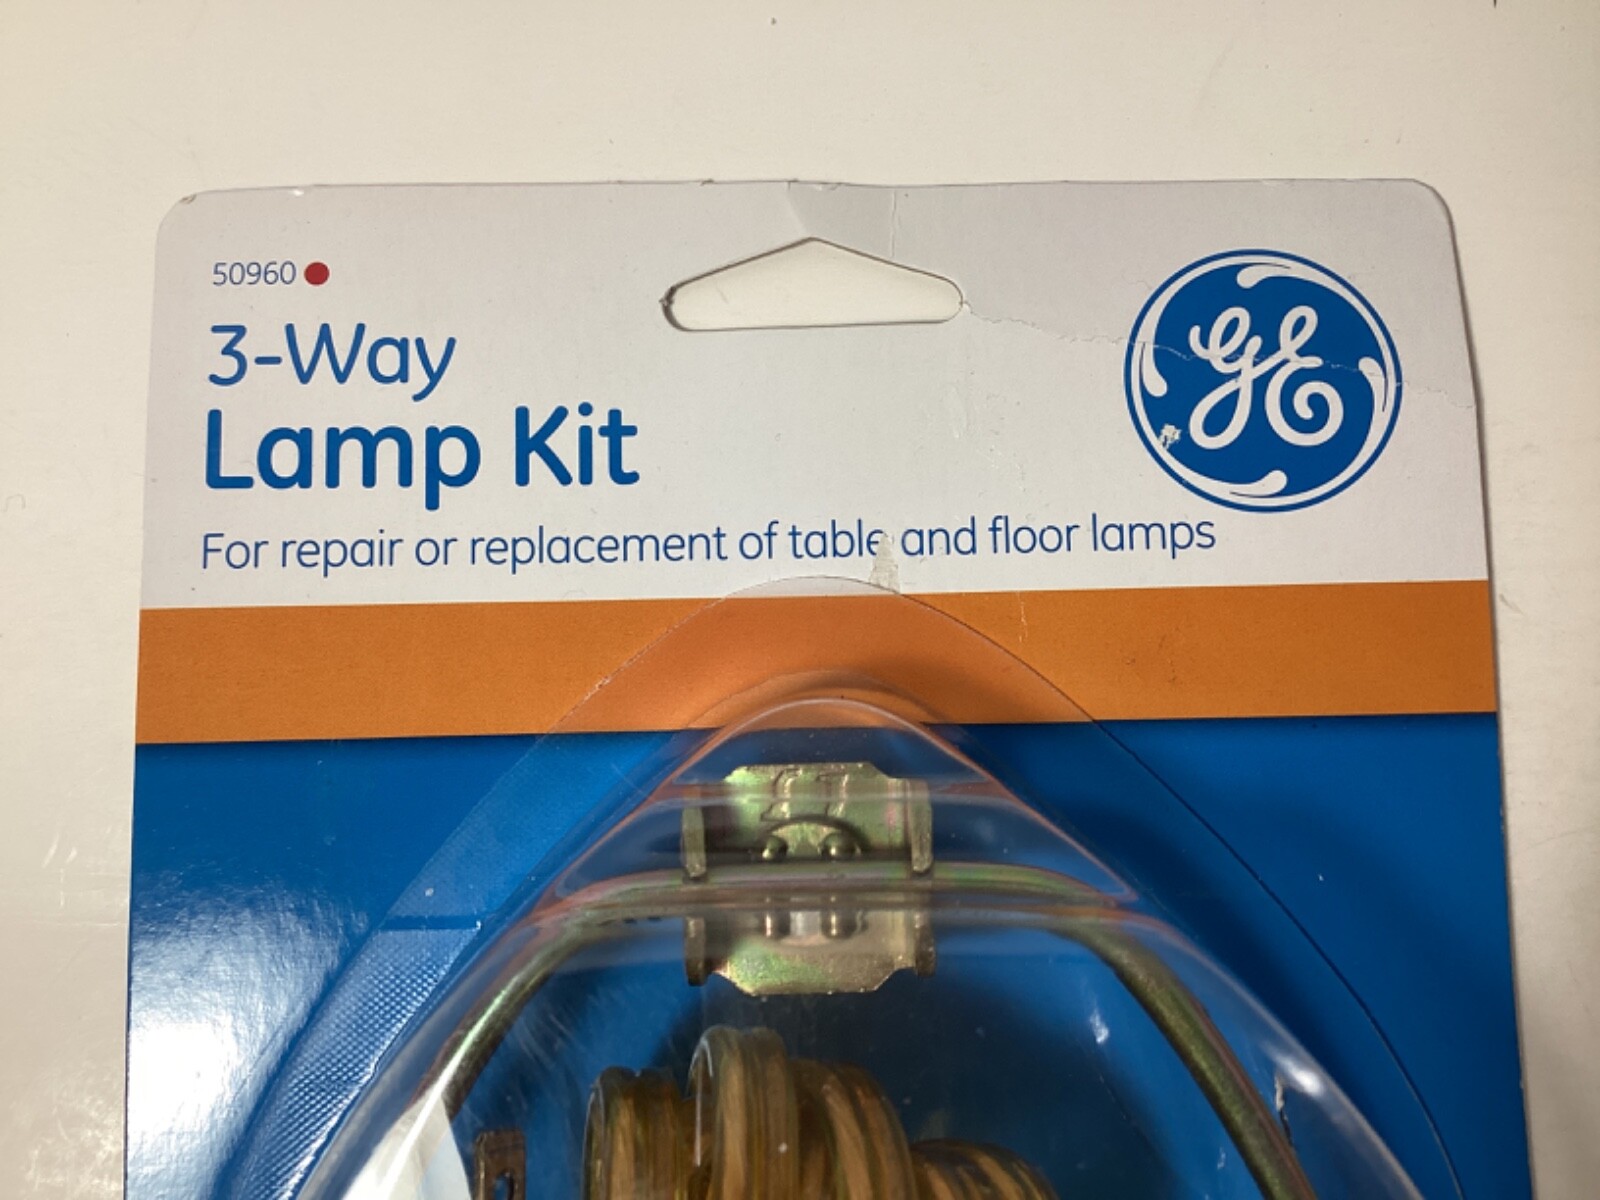 50960
3-Way
Lamp Kit
For repair or replacement of table and floor lamps
GE